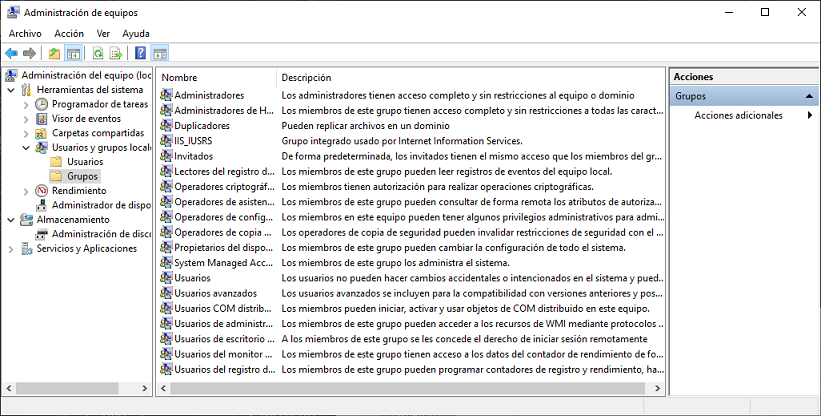 Administración de equipos
Archivo Acción Ver Ayuda
Administración del equipo (loc
Herramientas del sistema
Programador de tareas
Visor de eventos
Carpetas compartidas
Usuarios y grupos locale
Usuarios
Grupos
Rendimiento
Administrador de dispo
Almacenamiento
Administración de disco
Servicios y Aplicaciones
Nombre Descripción
Administradores Los administradores tienen acceso completo y sin restricciones al equipo o dominio
Administradores de H... Los miembros de este grupo tienen acceso completo y sin restricciones a todas las caract...
Duplicadores Pueden replicar archivos en un dominio
IIS_IUSRS Grupo integrado usado por Internet Information Services.
Invitados De forma predeterminada, los invitados tienen el mismo acceso que los miembros del gr...
Lectores del registro d... Los miembros de este grupo pueden leer registros de eventos del equipo local.
Operadores criptográf... Los miembros tienen autorización para realizar operaciones criptográficas.
Operadores de asisten... Los miembros de este grupo pueden consultar de forma remota los atributos de autoriza...
Operadores de config... Los miembros en este equipo pueden tener algunos privilegios administrativos para admi...
Operadores de copia ... Los operadores de copia de seguridad pueden invalidar restricciones de seguridad con el ...
Propietarios del dispo... Los miembros de este grupo pueden cambiar la configuración de todo el sistema.
System Managed Acc... Los miembros de este grupo los administra el sistema.
Usuarios Los usuarios no pueden hacer cambios accidentales o intencionados en el sistema y pued...
Usuarios avanzados Los usuarios avanzados se incluyen para la compatibilidad con versiones anteriores y pos...
Usuarios COM distrib... Los miembros pueden iniciar, activar y usar objetos de COM distribuido en este equipo.
Usuarios de administr... Los miembros de este grupo pueden acceder a los recursos de WMI mediante protocolos ...
Usuarios de escritorio ... A los miembros de este grupo se les concede el derecho de iniciar sesión remotamente
Usuarios del monitor ... Los miembros de este grupo tienen acceso a los datos del contador de rendimiento de fo...
Usuarios del registro d... Los miembros de este grupo pueden programar contadores de registro y rendimiento, ha...
Acciones
Grupos
Acciones adicionales